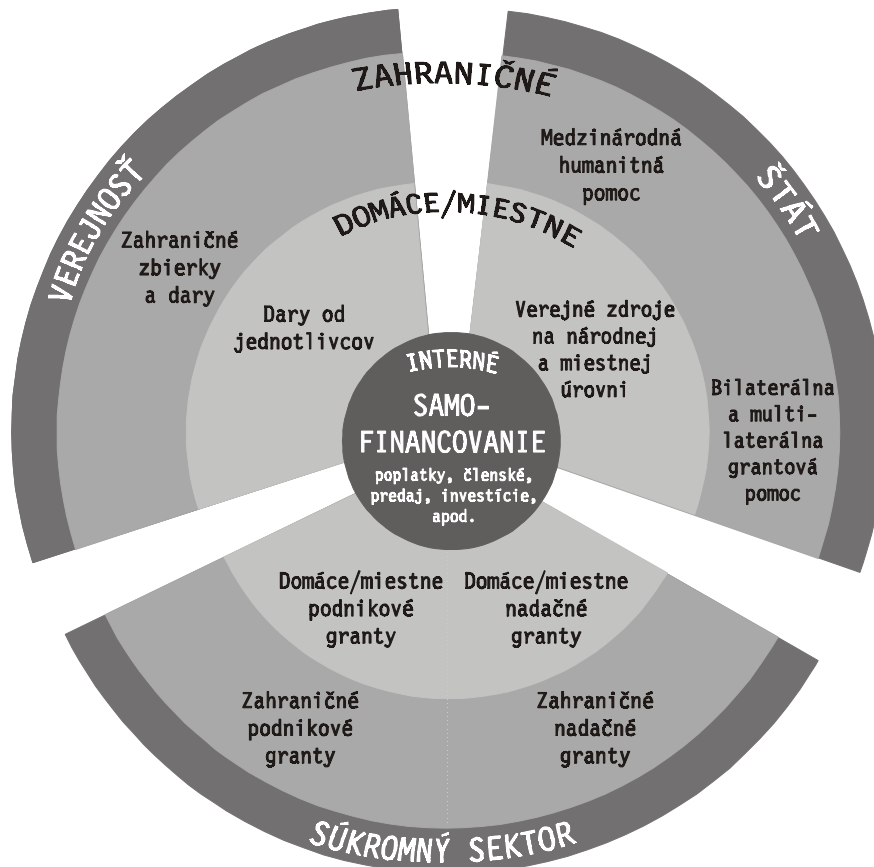 ZAHRANIČNÉ
DOMÁCE/MIESTNE
VEREJNOSŤ
Zahraničné
zbierky
a dary
Dary od
jednotlivcov
ŠTÁT
Medzinárodná
humanitná
pomoc
Verejné zdroje
na národnej
a miestnej
úrovni
Bilaterálna
a multi-
laterálna
grantová
pomoc
INTERNÉ
SAMO-
FINANCOVANIE
poplatky, členské,
predaj, investície,
apod.
Domáce/miestne
podnikové
granty
Domáce/miestne
nadačné
granty
Zahraničné
podnikové
granty
Zahraničné
nadačné
granty
SÚKROMNÝ SEKTOR